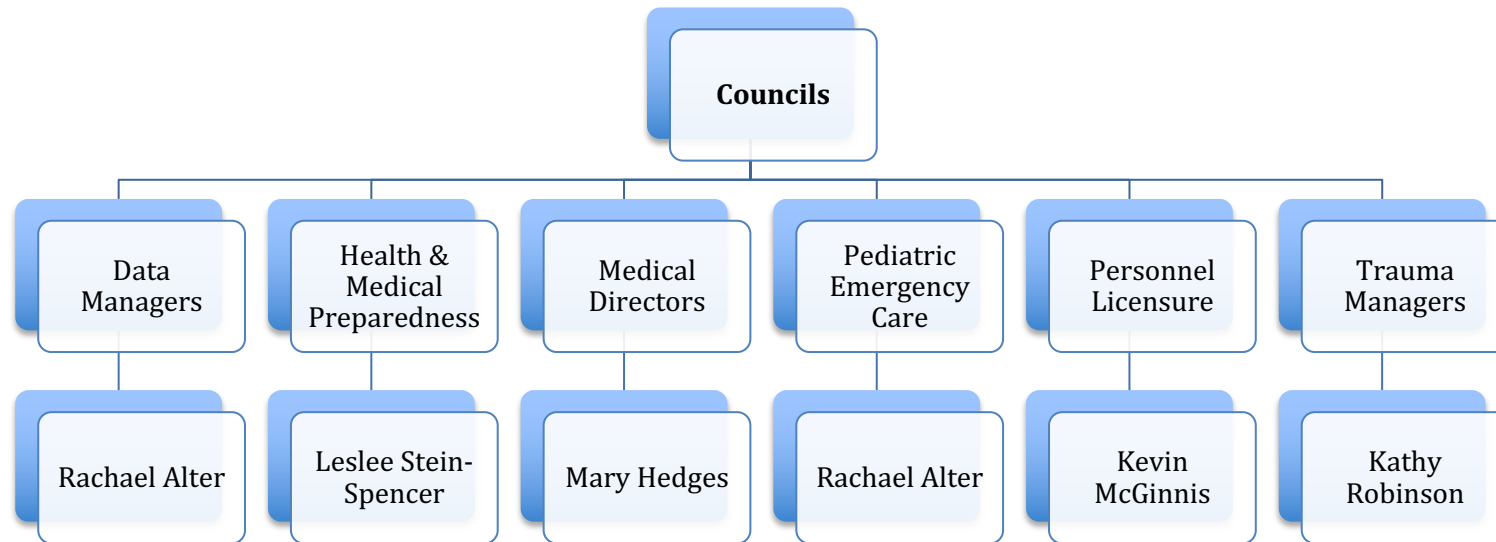 Councils
Data
Managers
Health &
Medical
Preparedness
Medical
Directors
Pediatric
Emergency
Care
Personnel
Licensure
Trauma
Managers
Rachael Alter
Leslee Stein-
Spencer
Mary Hedges
Rachael Alter
Kevin
McGinnis
Kathy
Robinson